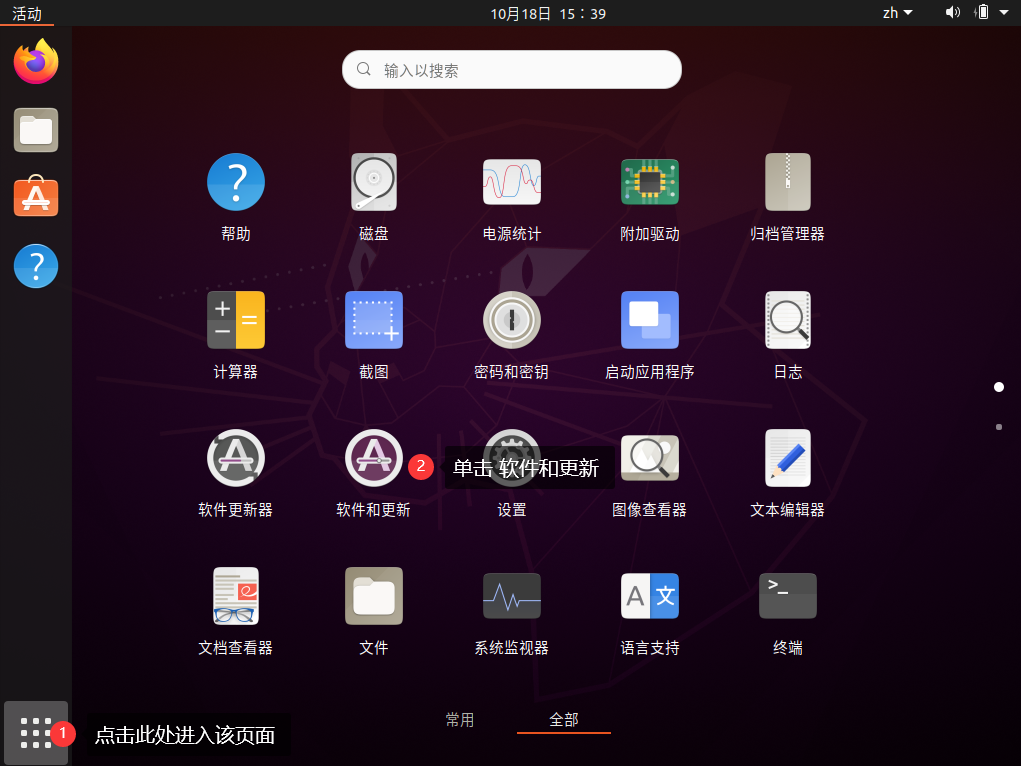 活动
10月18日 15：39
zh
输入以搜索
帮助
磁盘
电源统计
附加驱动
归档管理器
计算器
截图
密码和密钥
启动应用程序
日志
2 单击 软件和更新
软件更新器
软件和更新
设置
图像查看器
文本编辑器
文档查看器
文件
系统监视器
语言支持
终端
常用
全部
1 点击此处进入该页面